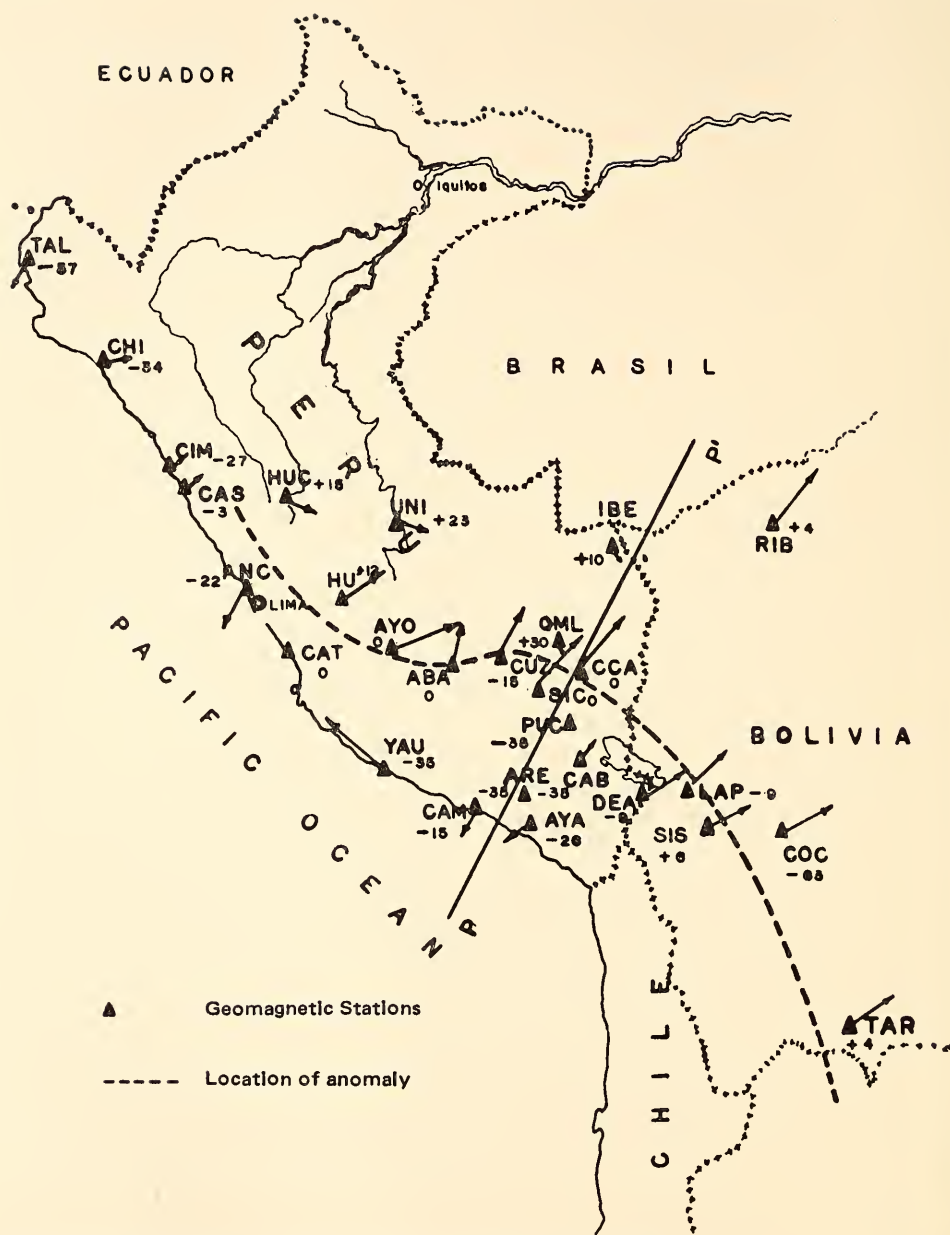 ECUADOR
Iquitos
TAL
-57
CHI
-54
PERU
BRASIL
CIM -27
CAS
-3
HUC +15
UNI
+23
IBE
+10
P'
RIB +4
-22 ANC
LIMA
HU +12
AYO
0
CAT
0
ABA
0
CUZ
-15
QML
+30
CCA
0
SIC 0
PUC
-38
PACIFIC OCEAN
YAU
-35
ARE
-35
-38
CAB
DEA
-9
LAP -9
BOLIVIA
CAM
-15
AYA
-26
SIS
+6
COC
-65
P
CHILE
TAR
+4
Geomagnetic Stations
Location of anomaly